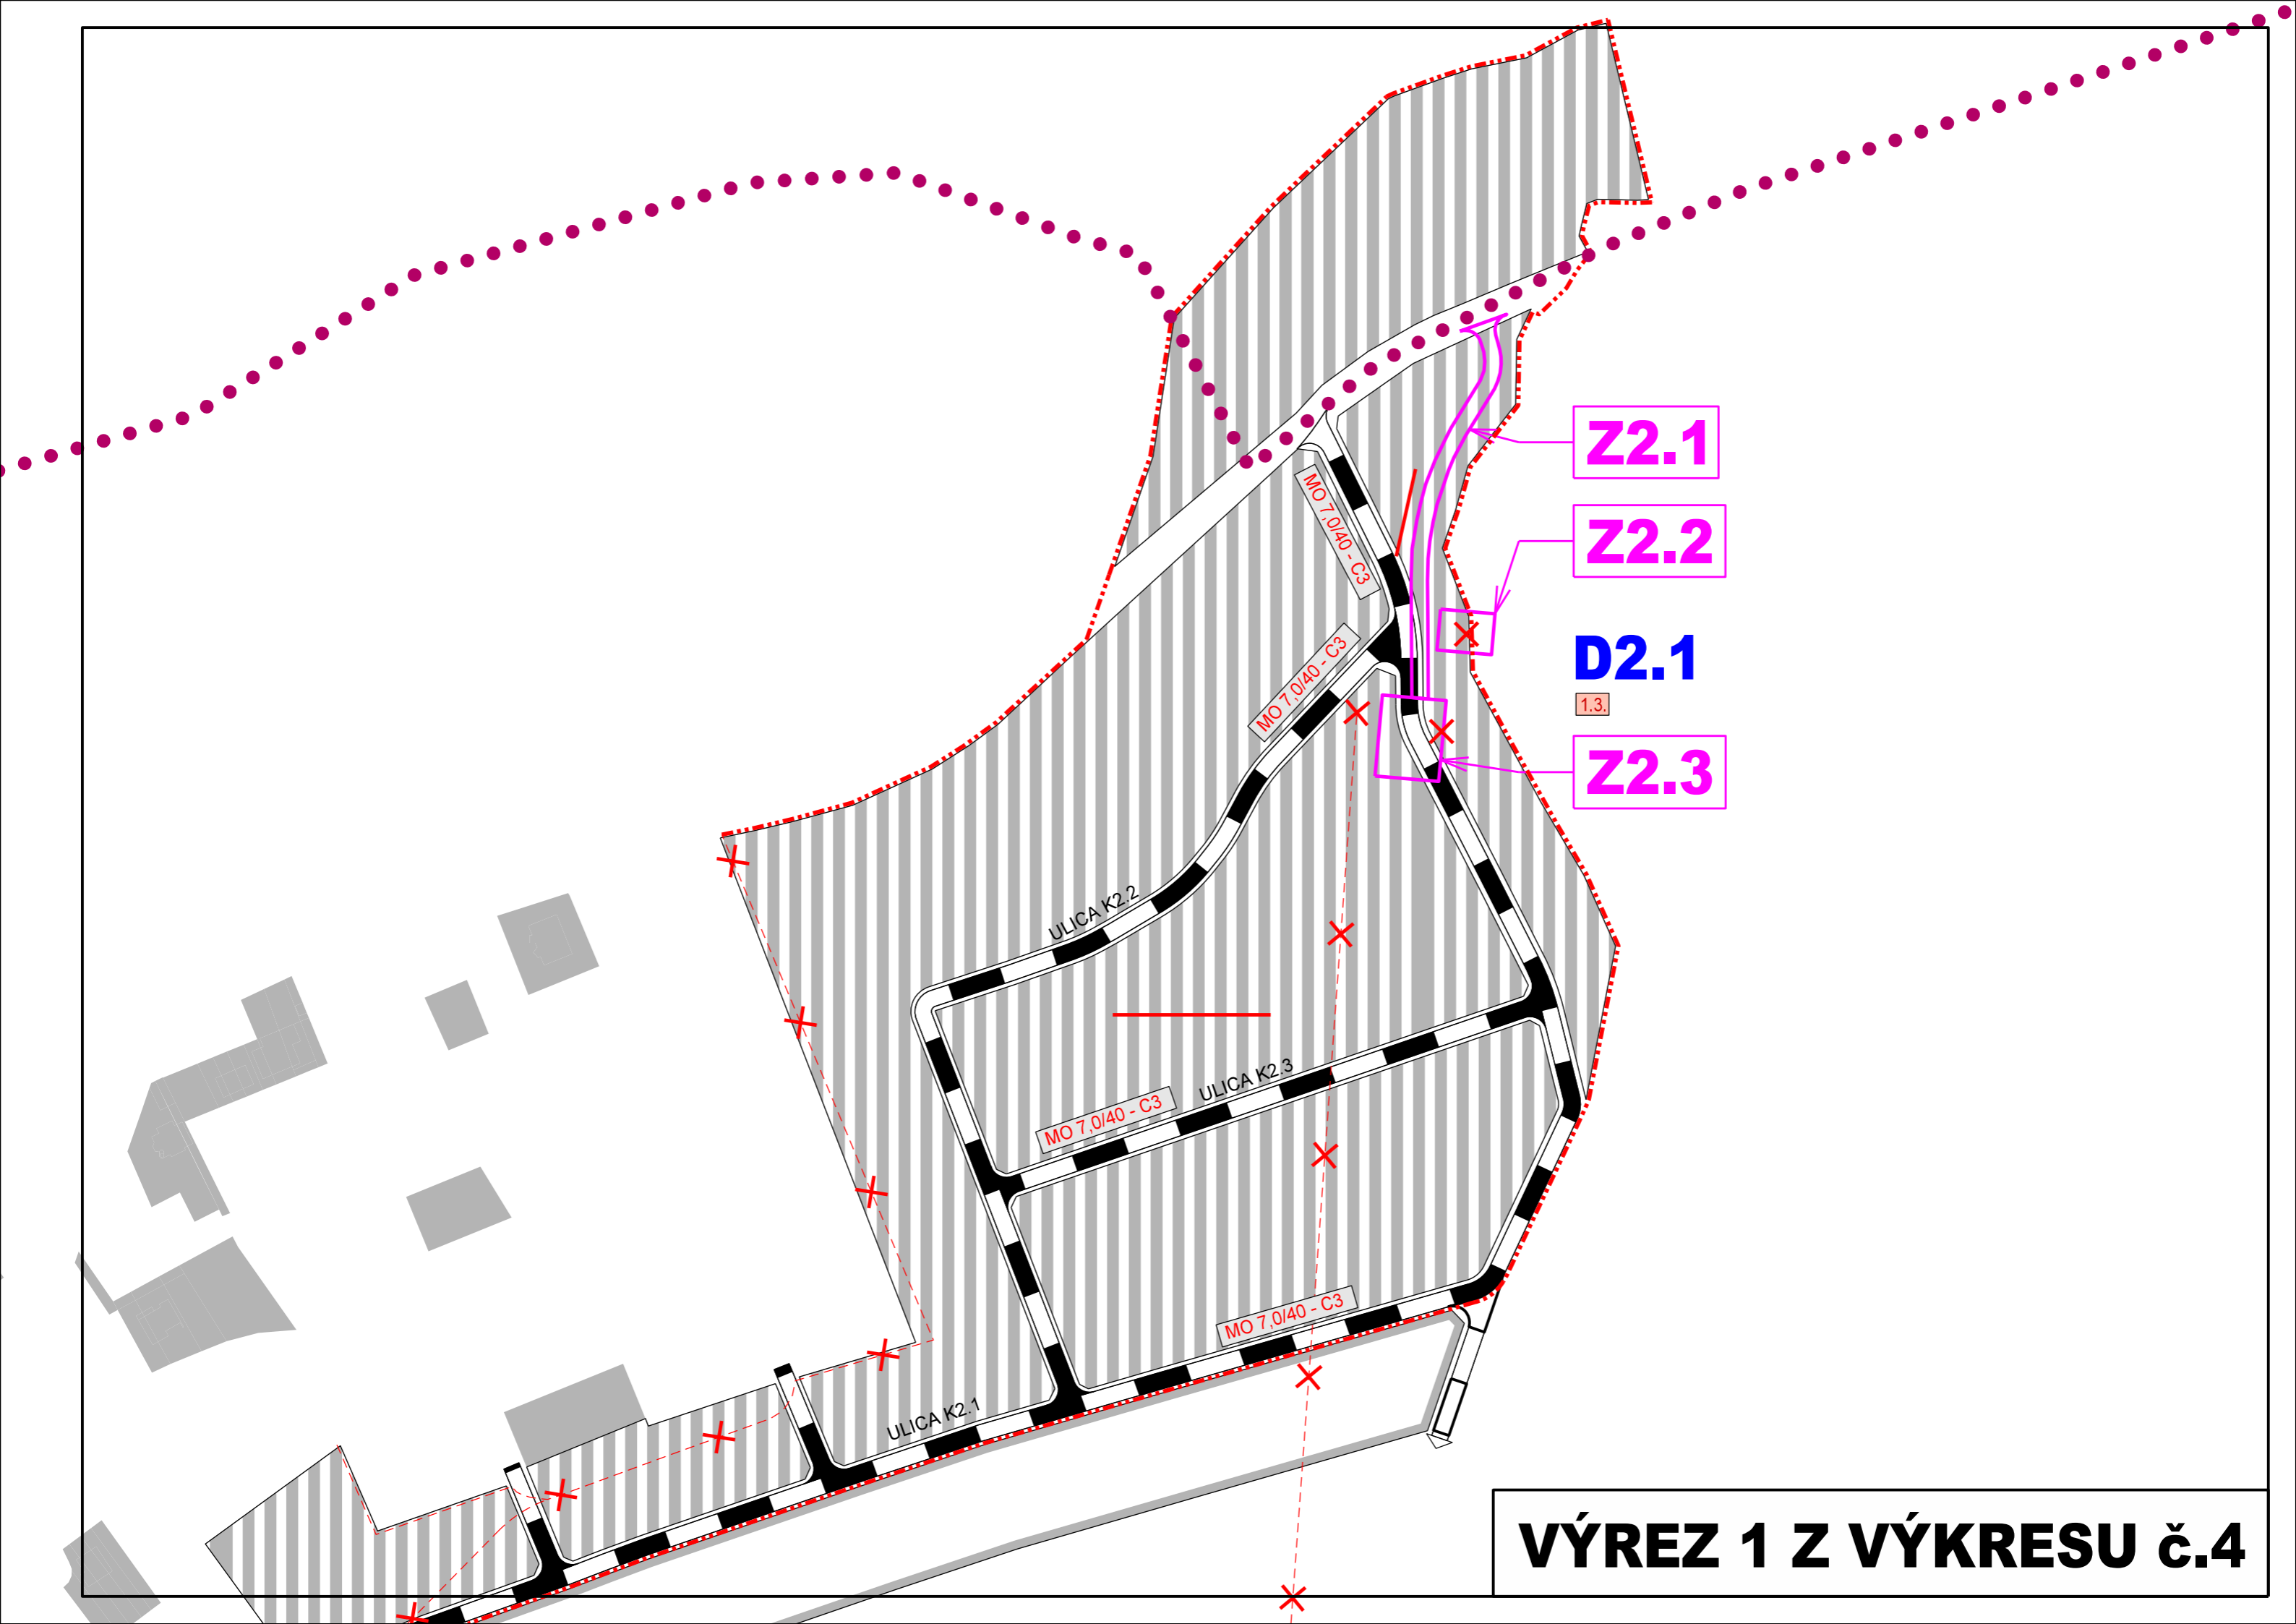 Z2.1
MO 7,0/40 - C3
Z2.2
MO 7,0/40 - C3
D2.1
1.3.
Z2.3
ULICA K2.2
ULICA K2.3
MO 7,0/40 - C3
MO 7,0/40 - C3
ULICA K2.1
VÝREZ 1 Z VÝKRESU č.4